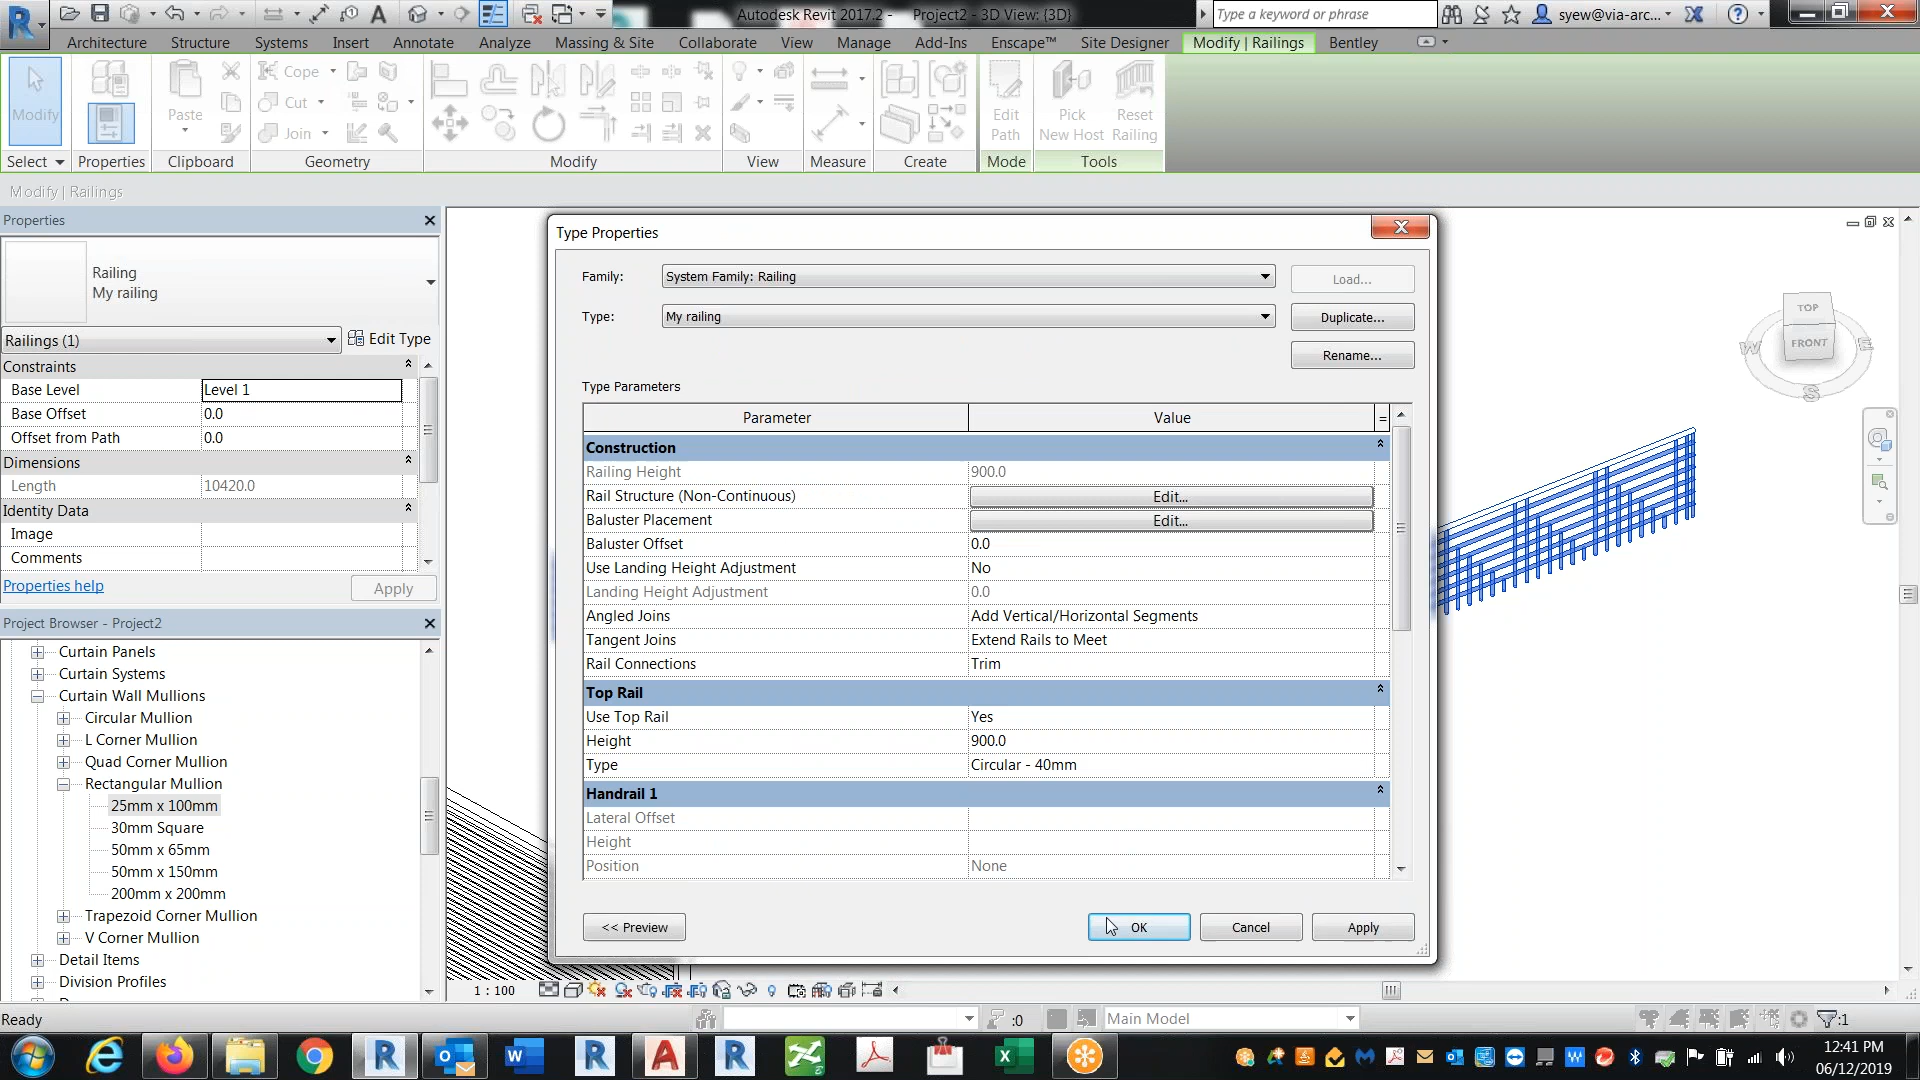 Autodesk Revit 2017.2 - Project2 - 3D View: {3D}
Type a keyword or phrase
syew@via-arc...
Architecture Structure Systems Insert Annotate Analyze Massing & Site Collaborate View Manage Add-Ins Enscape™ Site Designer Modify | Railings Bentley
Modify
Paste
Cope
Cut
Join
Edit Path
Pick New Host
Reset Railing
Select Properties Clipboard Geometry Modify View Measure Create Mode Tools
Modify | Railings
Properties
Railing
My railing
Railings (1)
Edit Type
Constraints
Base Level Level 1
Base Offset 0.0
Offset from Path 0.0
Dimensions
Length 10420.0
Identity Data
Image
Comments
Properties help
Apply
Project Browser - Project2
Curtain Panels
Curtain Systems
Curtain Wall Mullions
Circular Mullion
L Corner Mullion
Quad Corner Mullion
Rectangular Mullion
25mm x 100mm
30mm Square
50mm x 65mm
50mm x 150mm
200mm x 200mm
Trapezoid Corner Mullion
V Corner Mullion
Detail Items
Division Profiles
Type Properties
Family: System Family: Railing Load...
Type: My railing Duplicate...
Rename...
Type Parameters
Parameter Value =
Construction
Railing Height 900.0
Rail Structure (Non-Continuous) Edit...
Baluster Placement Edit...
Baluster Offset 0.0
Use Landing Height Adjustment No
Landing Height Adjustment 0.0
Angled Joins Add Vertical/Horizontal Segments
Tangent Joins Extend Rails to Meet
Rail Connections Trim
Top Rail
Use Top Rail Yes
Height 900.0
Type Circular - 40mm
Handrail 1
Lateral Offset
Height
Position None
<< Preview OK Cancel Apply
TOP
FRONT
W
E
S
1 : 100
Ready
:0
Main Model
:1
12:41 PM
06/12/2019